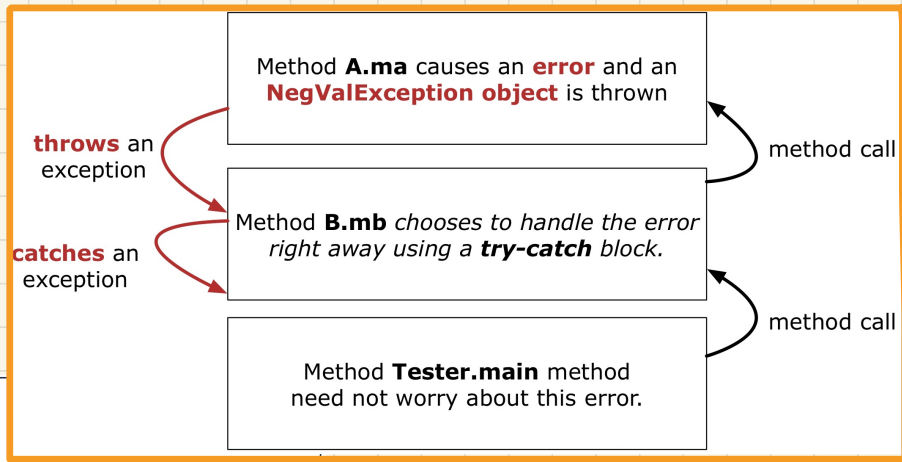 Method A.ma causes an error and an
NegValException object is thrown
throws an
exception
method call
Method B.mb chooses to handle the error
right away using a try-catch block.
catches an
exception
method call
Method Tester.main method
need not worry about this error.